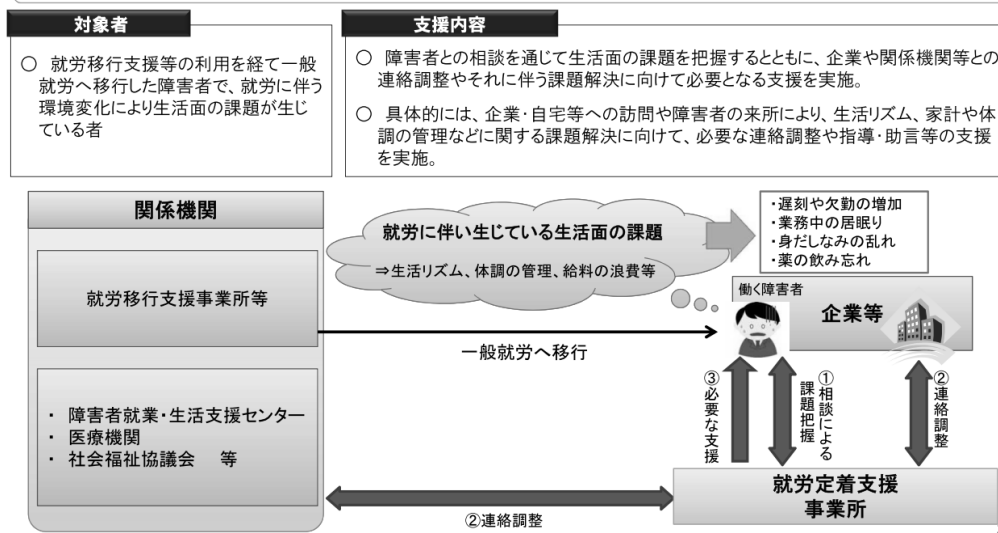 対象者
○ 就労移行支援等の利用を経て一般
就労へ移行した障害者で、就労に伴う
環境変化により生活面の課題が生じ
ている者
支援内容
○ 障害者との相談を通じて生活面の課題を把握するとともに、企業や関係機関等との
連絡調整やそれに伴う課題解決に向けて必要となる支援を実施。
○ 具体的には、企業・自宅等への訪問や障害者の来所により、生活リズム、家計や体
調の管理などに関する課題解決に向けて、必要な連絡調整や指導・助言等の支援
を実施。
関係機関
就労移行支援事業所等
・ 障害者就業・生活支援センター
・ 医療機関
・ 社会福祉協議会 等
就労に伴い生じている生活面の課題
⇒生活リズム、体調の管理、給料の浪費等
・遅刻や欠勤の増加
・業務中の居眠り
・身だしなみの乱れ
・薬の飲み忘れ
働く障害者
企業等
一般就労へ移行
③必要な支援
①相談による
課題把握
②連絡調整
就労定着支援
事業所
②連絡調整